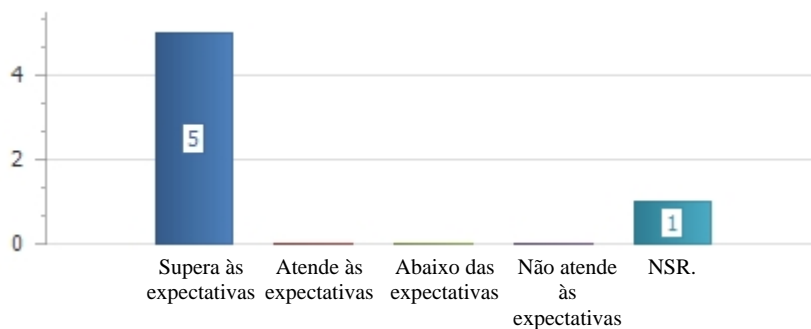 4
2
0
5
1
Supera às
expectativas
Atende às
expectativas
Abaixo das
expectativas
Não atende
às
expectativas
NSR.